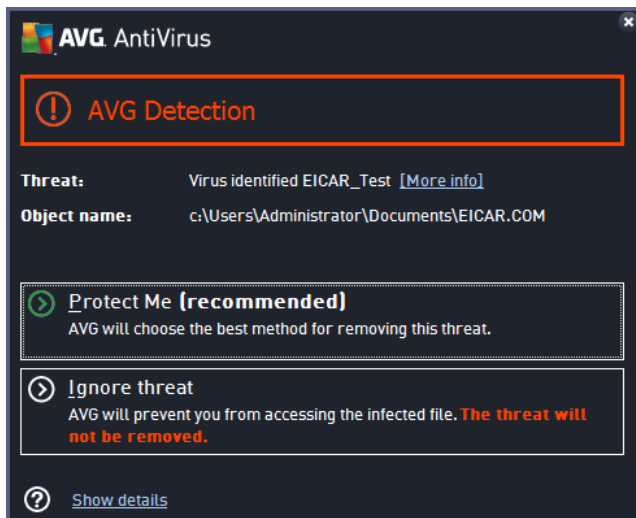 AVG. AntiVirus
AVG Detection
Threat: Virus identified EICAR_Test [More info]
Object name: c:\Users\Administrator\Documents\EICAR.COM
Protect Me (recommended)
AVG will choose the best method for removing this threat.
Ignore threat
AVG will prevent you from accessing the infected file. The threat will
not be removed.
Show details